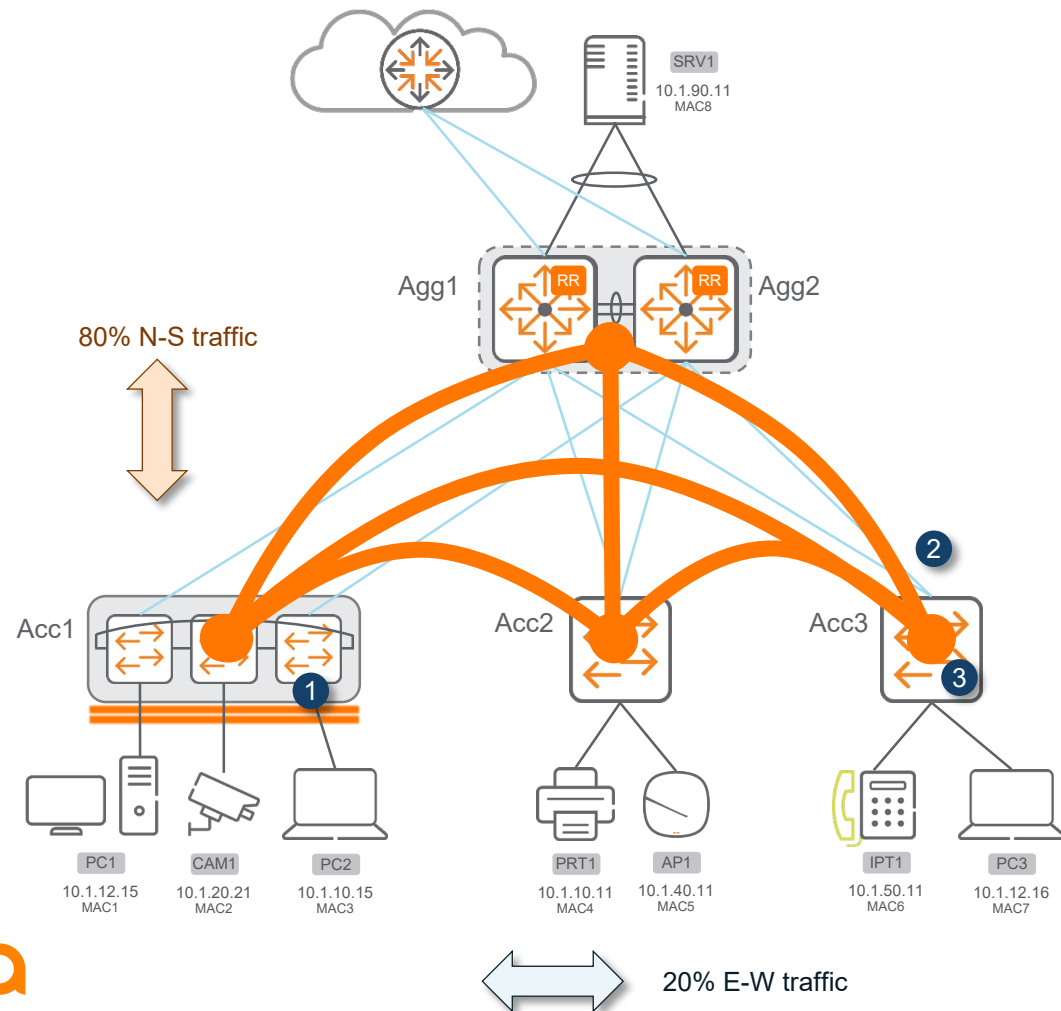 SRV1
10.1.90.11
MAC8
RR
RR
Agg1
Agg2
80% N-S traffic
2
Acc1
Acc2
Acc3
1
3
PC1
10.1.12.15
MAC1
CAM1
10.1.20.21
MAC2
PC2
10.1.10.15
MAC3
PRT1
10.1.10.11
MAC4
AP1
10.1.40.11
MAC5
IPT1
10.1.50.11
MAC6
PC3
10.1.12.16
MAC7
a
20% E-W traffic